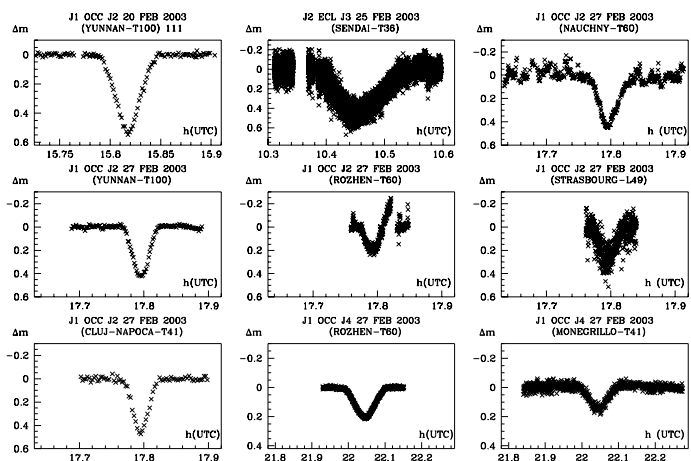 J1 OCC J2 20 FEB 2003
(YUNNAN-T100) 111
Δm
0
0.2
0.4
0.6
h(UTC)
15.75 15.8 15.85 15.9
J2 ECL J3 25 FEB 2003
(SENDAI-T36)
Δm
-0.2
0
0.2
0.4
0.6
h(UTC)
10.3 10.4 10.5 10.6
J1 OCC J2 27 FEB 2003
(NAUCHNY-T60)
Δm
-0.2
0
0.2
0.4
0.6
h (UTC)
17.7 17.8 17.9
J1 OCC J2 27 FEB 2003
(YUNNAN-T100)
Δm
-0.2
0
0.2
0.4
0.6
h(UTC)
17.7 17.8 17.9
J1 OCC J2 27 FEB 2003
(ROZHEN-T60)
Δm
-0.2
0
0.2
0.4
0.6
h (UTC)
17.7 17.8 17.9
J1 OCC J2 27 FEB 2003
(STRASBOURG-L49)
Δm
-0.2
0
0.2
0.4
0.6
h (UTC)
17.7 17.8 17.9
J1 OCC J2 27 FEB 2003
(CLUJ-NAPOCA-T41)
Δm
-0.2
0
0.2
0.4
0.6
h(UTC)
17.7 17.8 17.9
J1 OCC J4 27 FEB 2003
(ROZHEN-T60)
Δm
-0.2
0
0.2
0.4
h(UTC)
21.8 21.9 22 22.1 22.2
J1 OCC J4 27 FEB 2003
(MONEGRILLO-T41)
Δm
-0.2
0
0.2
0.4
h (UTC)
21.8 21.9 22 22.1 22.2